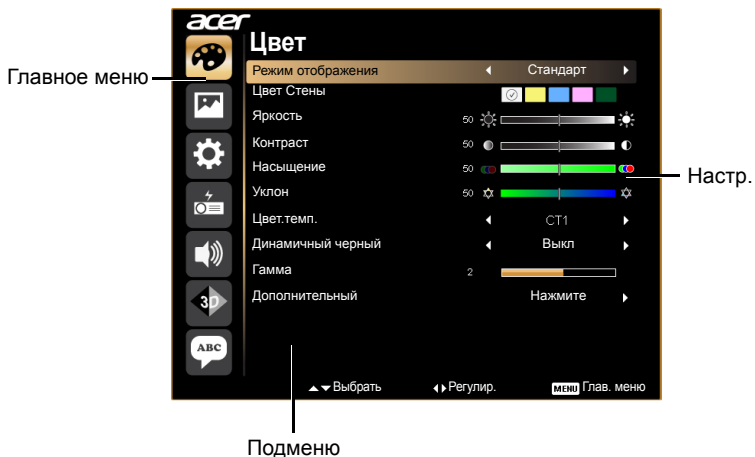 acer
Цвет
Главное меню
Режим отображения Стандарт
Цвет Стены
Яркость 50
Контраст 50
Насыщение 50
Настр.
Уклон 50
Цвет.темп. CT1
Динамичный черный Выкл
Гамма 2
3D
Дополнительный Нажмите
ABC
Выбрать Регулир. MENU Глав. меню
Подменю